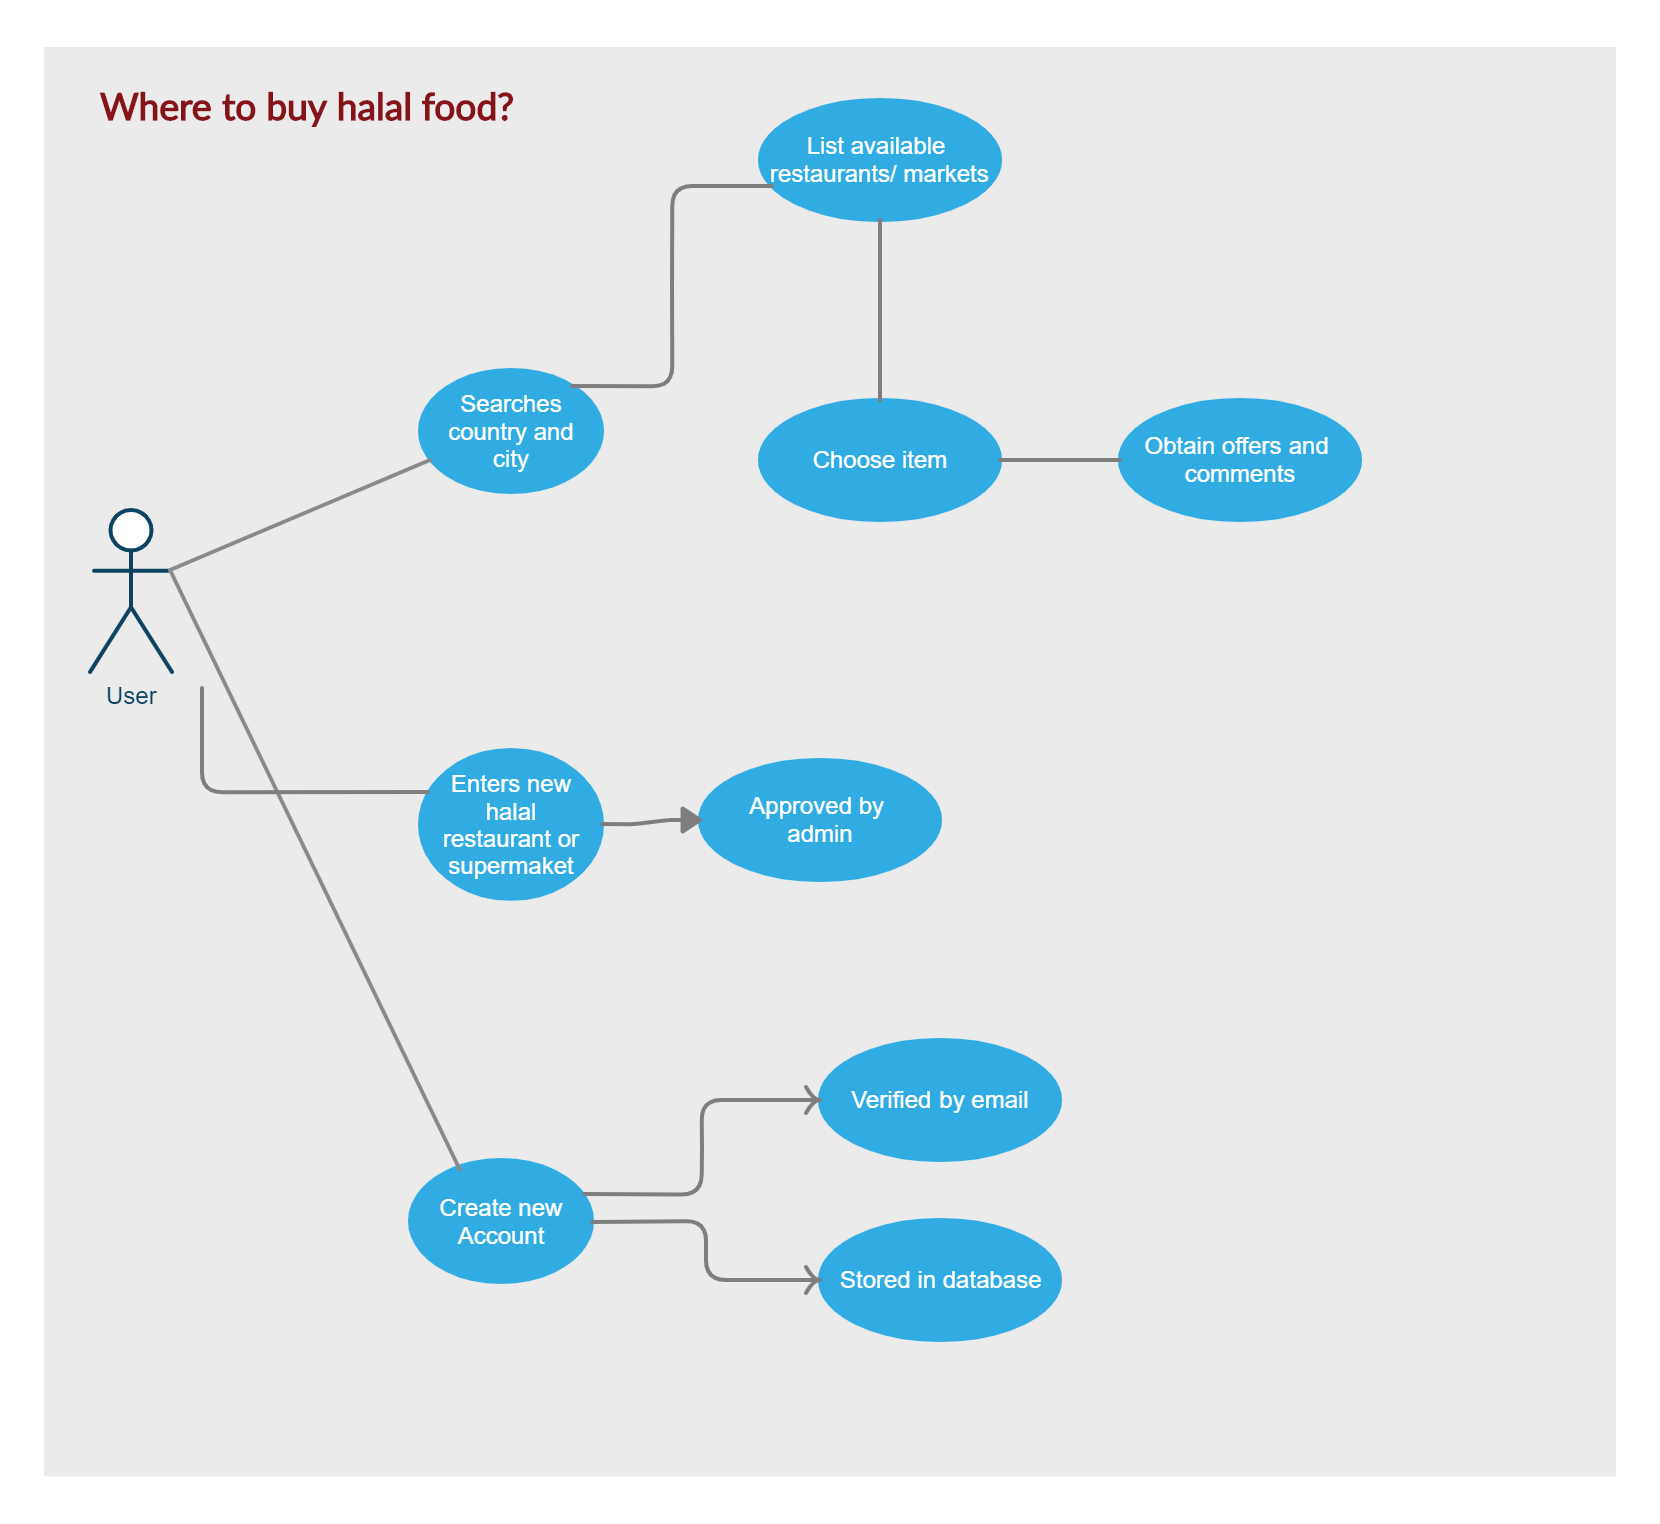 Where to buy halal food?
List available
restaurants/ markets
Searches
country and
city
Choose item
Obtain offers and
comments
User
Enters new
halal
restaurant or
supermaket
Approved by
admin
Verified by email
Create new
Account
Stored in database